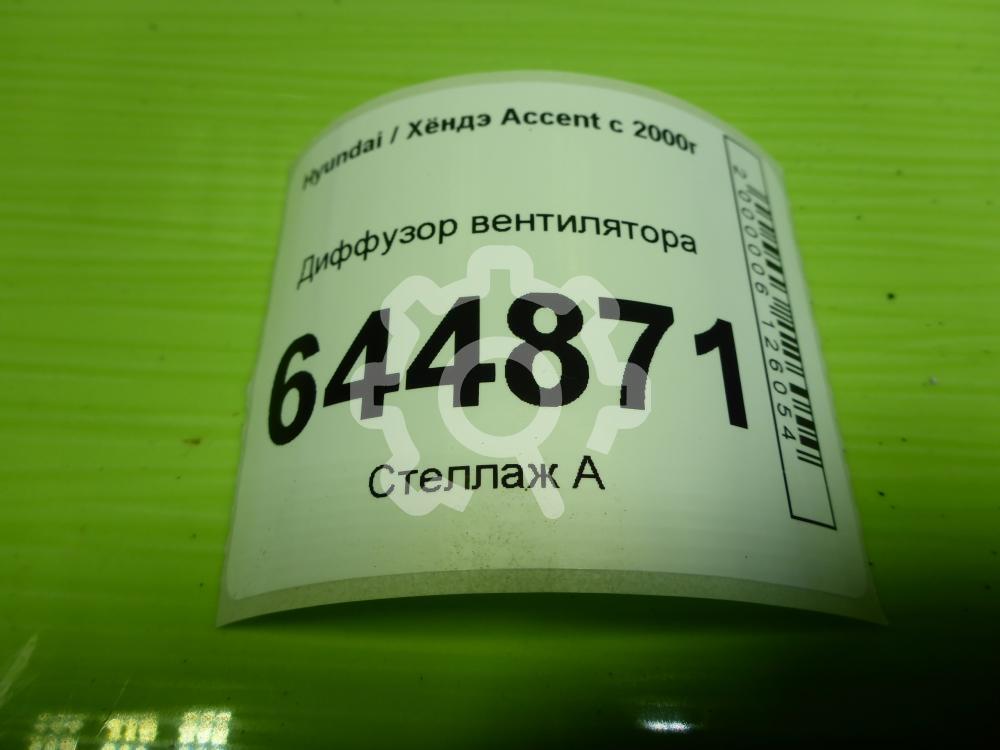 Hyundai / Хёндэ Accent с 2000г
Диффузор вентилятора
644871
Стеллаж А
2000006126054